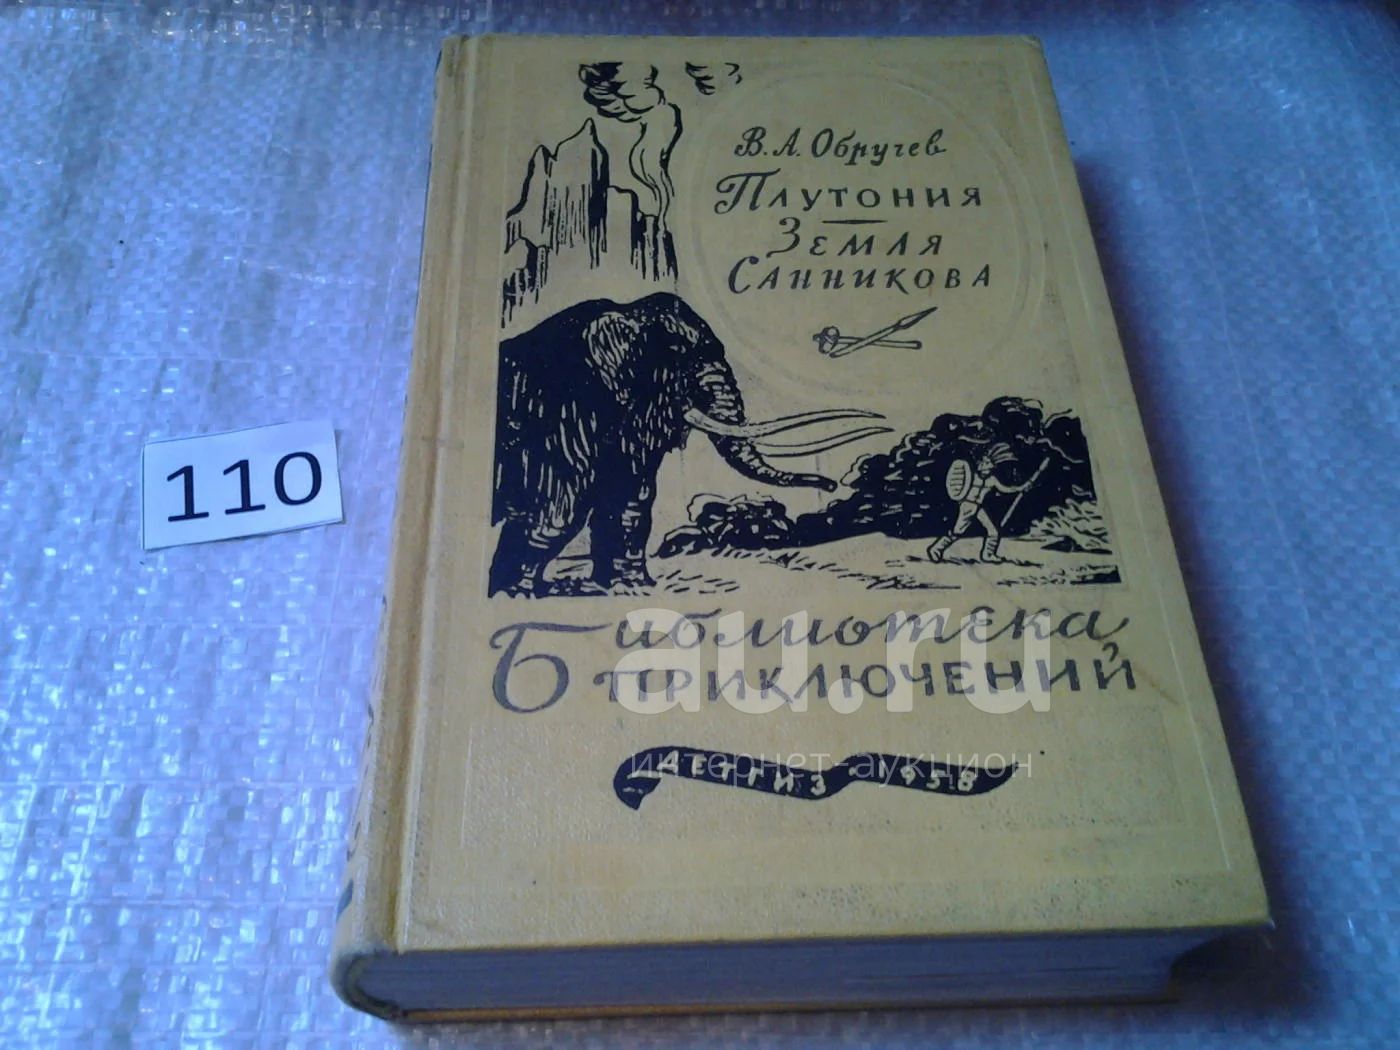 В. А. Обручев
Плутония
Земля
Санникова
110
Библиотека
приключений
au.ru
интернет-аукцион
Детгиз • 1958